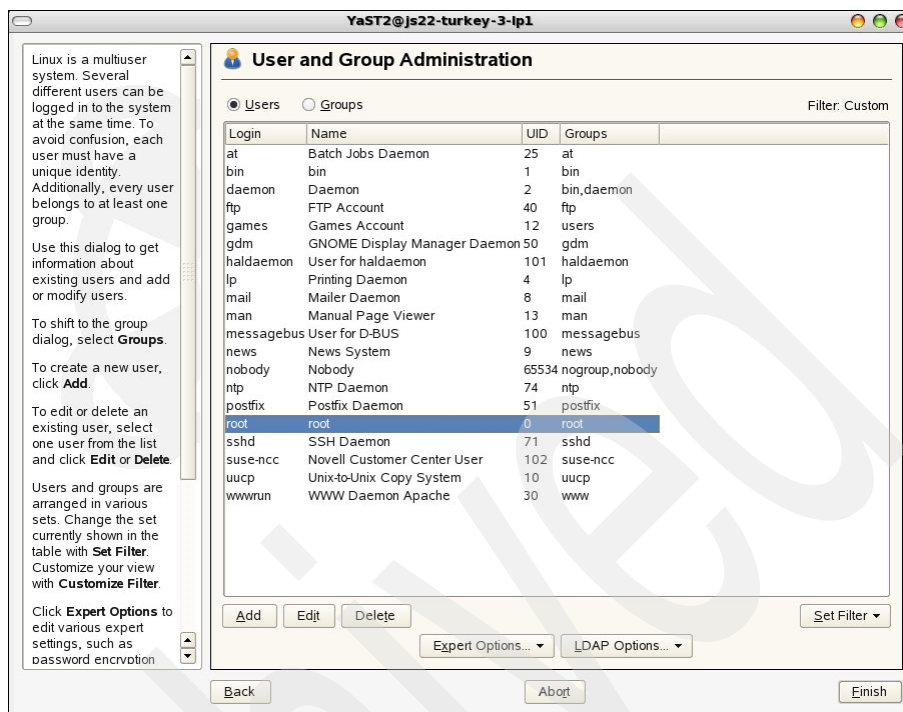 YaST2@js22-turkey-3-lp1
Linux is a multiuser
system. Several
different users can be
logged in to the system
at the same time. To
avoid confusion, each
user must have a
unique identity.
Additionally, every user
belongs to at least one
group.
Use this dialog to get
information about
existing users and add
or modify users.
To shift to the group
dialog, select Groups.
To create a new user,
click Add.
To edit or delete an
existing user, select
one user from the list
and click Edit or Delete.
Users and groups are
arranged in various
sets. Change the set
currently shown in the
table with Set Filter.
Customize your view
with Customize Filter.
Click Expert Options to
edit various expert
settings, such as
password encryption
User and Group Administration
Users Groups Filter: Custom
Login Name UID Groups
at Batch Jobs Daemon 25 at
bin bin 1 bin
daemon Daemon 2 bin,daemon
ftp FTP Account 40 ftp
games Games Account 12 users
gdm GNOME Display Manager Daemon 50 gdm
haldaemon User for haldaemon 101 haldaemon
lp Printing Daemon 4 lp
mail Mailer Daemon 8 mail
man Manual Page Viewer 13 man
messagebus User for D-BUS 100 messagebus
news News System 9 news
nobody Nobody 65534 nogroup,nobody
ntp NTP Daemon 74 ntp
postfix Postfix Daemon 51 postfix
root root 0 root
sshd SSH Daemon 71 sshd
suse-ncc Novell Customer Center User 102 suse-ncc
uucp Unix-to-Unix Copy System 10 uucp
wwwrun WWW Daemon Apache 30 www
Add Edit Delete Set Filter
Expert Options... LDAP Options...
Back Abort Finish